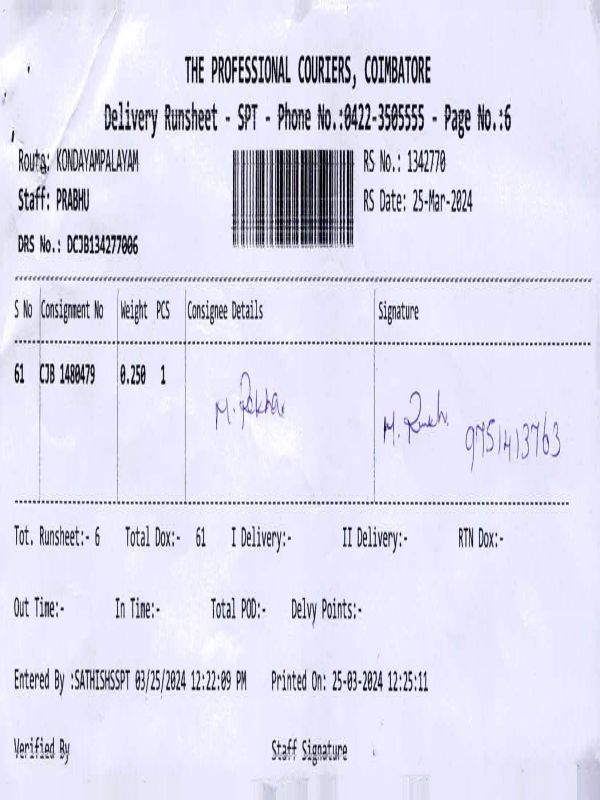 THE PROFESSIONAL COURIERS, COIMBATORE
Delivery Runsheet - SPT - Phone No.:0422-3505555 - Page No.:6
Route: KONDAYAMPALAYAM RS No.: 1342770
Staff: PRABHU RS Date: 25-Mar-2024
DRS No.: DCJB134277006
S No Consignment No Weight PCS Consignee Details Signature
61 CJB 1480479 0.250 1 M. Rekha M. 9751413763
Tot. Runsheet:- 6 Total Dox:- 61 I Delivery:- II Delivery:- RTN Dox:-
Out Time:- In Time:- Total POD:- Delvy Points:-
Entered By :SATHISHSSPT 03/25/2024 12:22:09 PM Printed On: 25-03-2024 12:25:11
Verified By Staff Signature